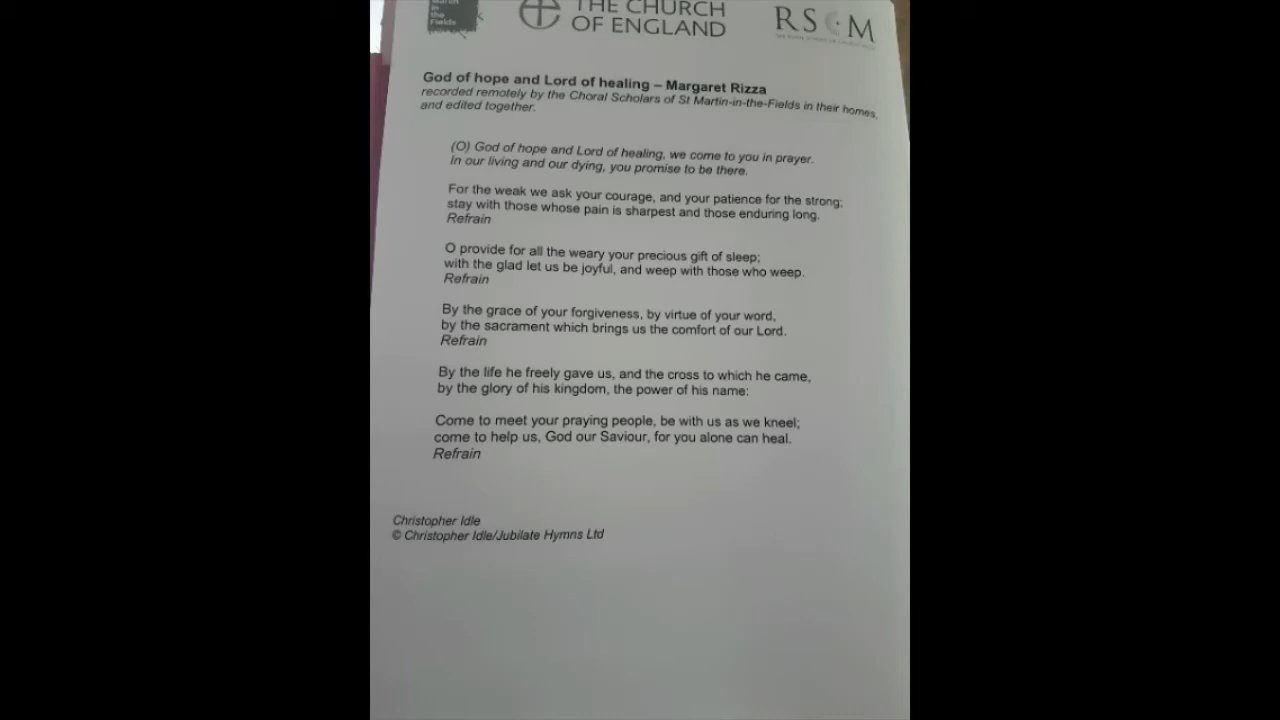 in
the
Fields
THE CHURCH
OF ENGLAND
RSCM
God of hope and Lord of healing – Margaret Rizza
recorded remotely by the Choral Scholars of St Martin-in-the-Fields in their homes,
and edited together.
(O) God of hope and Lord of healing, we come to you in prayer.
In our living and our dying, you promise to be there.
For the weak we ask your courage, and your patience for the strong;
stay with those whose pain is sharpest and those enduring long.
Refrain
O provide for all the weary your precious gift of sleep;
with the glad let us be joyful, and weep with those who weep.
Refrain
By the grace of your forgiveness, by virtue of your word,
by the sacrament which brings us the comfort of our Lord.
Refrain
By the life he freely gave us, and the cross to which he came,
by the glory of his kingdom, the power of his name:
Come to meet your praying people, be with us as we kneel;
come to help us, God our Saviour, for you alone can heal.
Refrain
Christopher Idle
© Christopher Idle/Jubilate Hymns Ltd